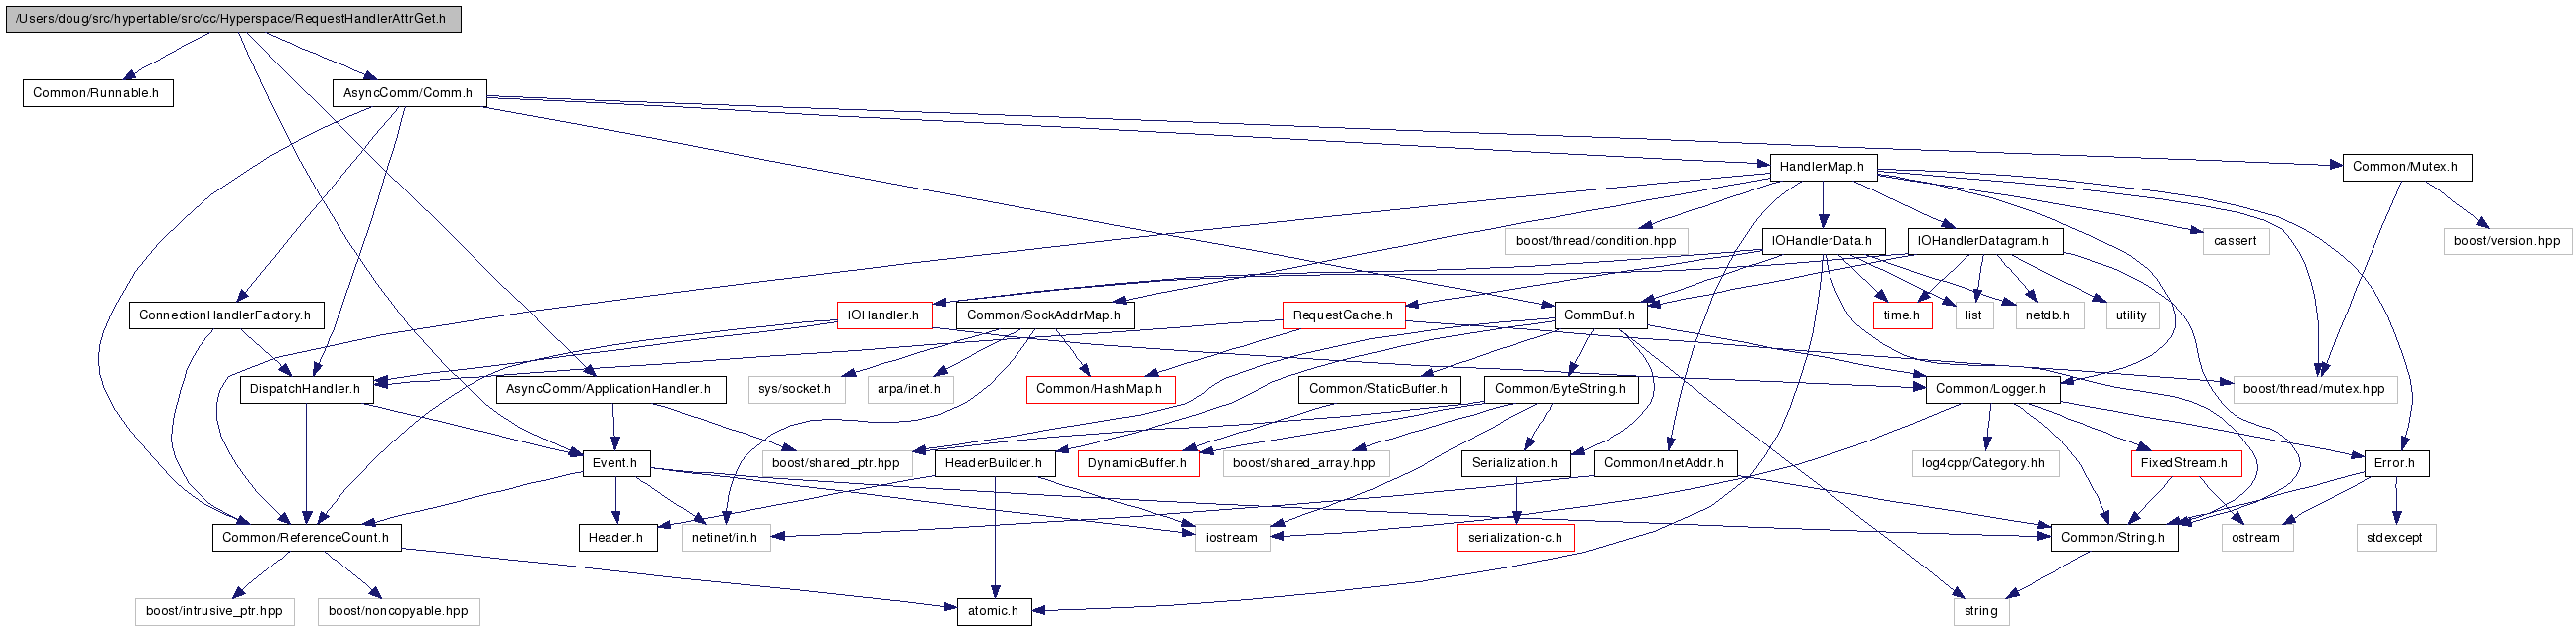 /Users/doug/src/hypertable/src/cc/Hyperspace/RequestHandlerAttrGet.h
Common/Runnable.h
AsyncComm/Comm.h
HandlerMap.h
Common/Mutex.h
boost/thread/condition.hpp
IOHandlerData.h
IOHandlerDatagram.h
cassert
boost/version.hpp
ConnectionHandlerFactory.h
IOHandler.h
Common/SockAddrMap.h
RequestCache.h
CommBuf.h
time.h
list
netdb.h
utility
DispatchHandler.h
AsyncComm/ApplicationHandler.h
sys/socket.h
arpa/inet.h
Common/HashMap.h
Common/StaticBuffer.h
Common/ByteString.h
Common/Logger.h
boost/thread/mutex.hpp
Event.h
boost/shared_ptr.hpp
HeaderBuilder.h
DynamicBuffer.h
boost/shared_array.hpp
Serialization.h
Common/InetAddr.h
log4cpp/Category.hh
FixedStream.h
Error.h
Common/ReferenceCount.h
Header.h
netinet/in.h
iostream
serialization-c.h
Common/String.h
ostream
stdexcept
boost/intrusive_ptr.hpp
boost/noncopyable.hpp
atomic.h
string